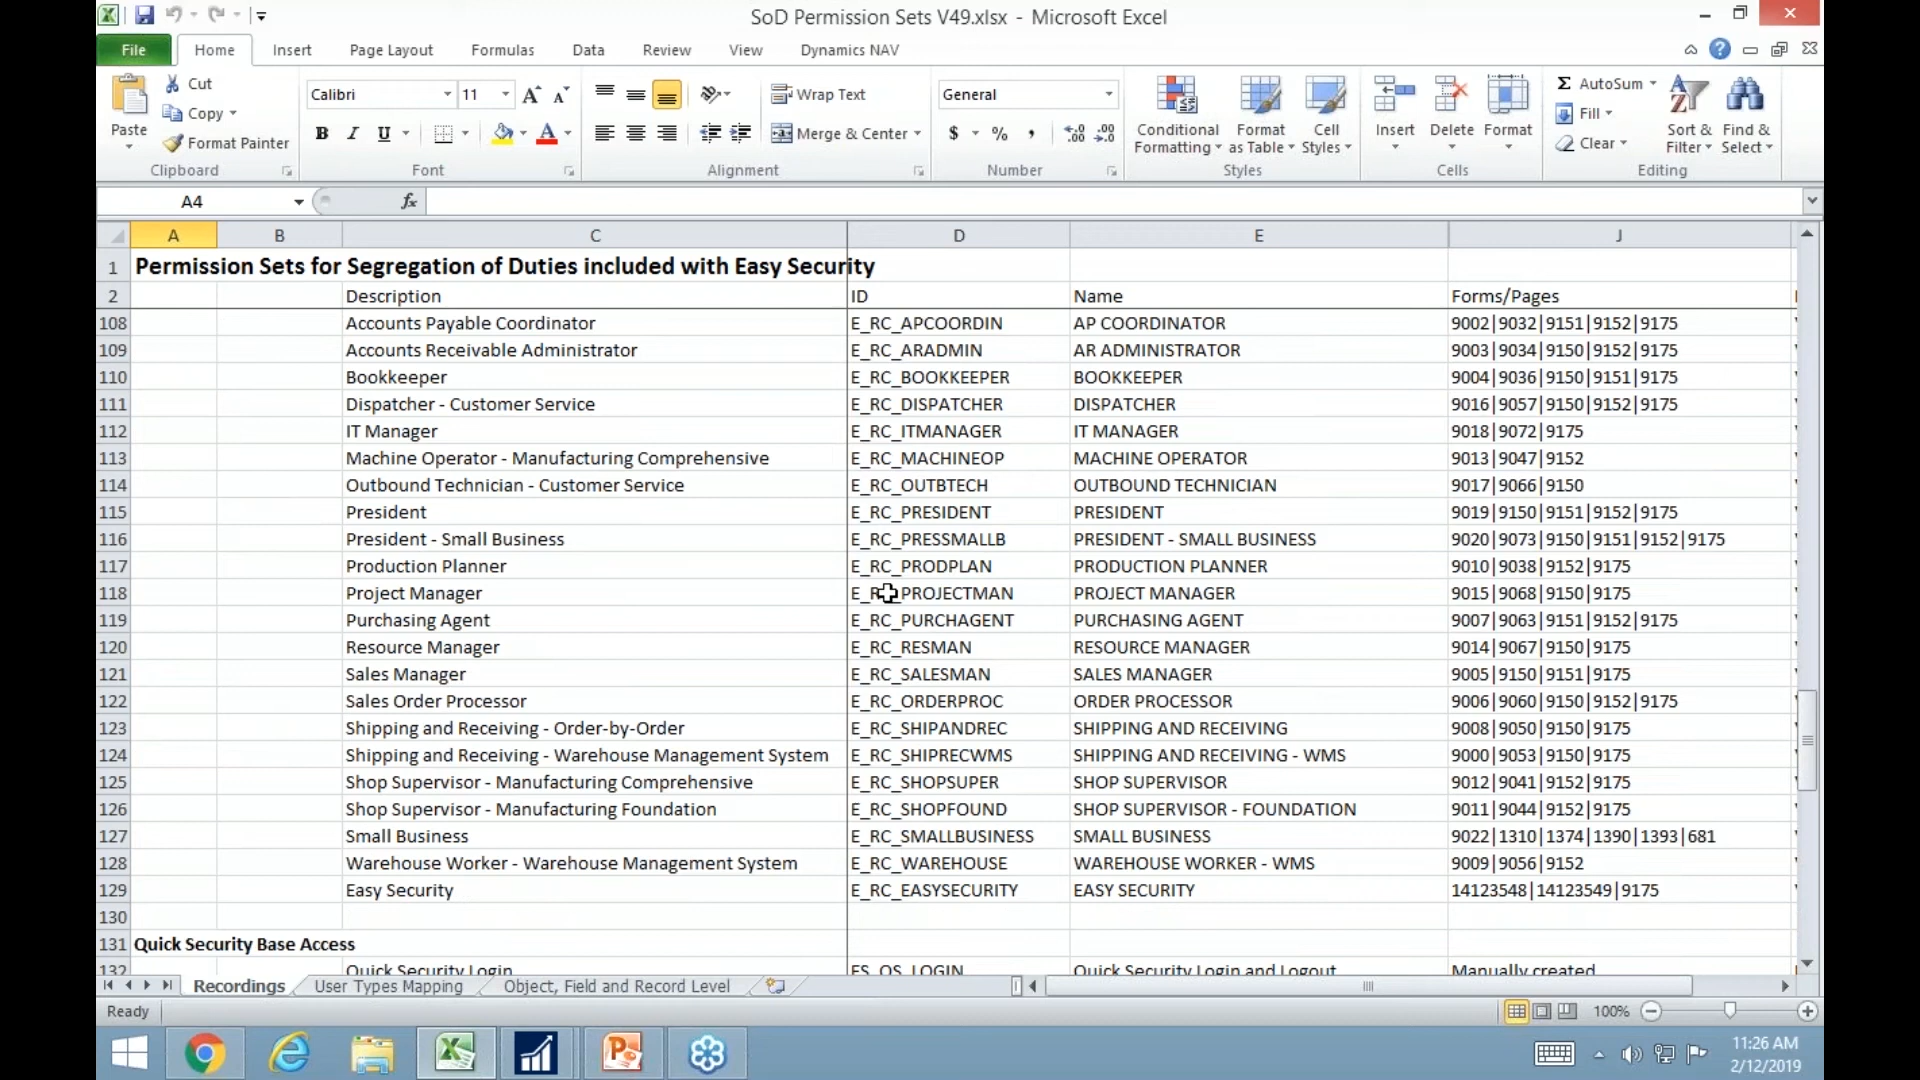 SoD Permission Sets V49.xlsx - Microsoft Excel
File Home Insert Page Layout Formulas Data Review View Dynamics NAV
Cut
Copy
Format Painter
Paste
Clipboard
Calibri 11
B I U
Font
Wrap Text
Merge & Center
Alignment
General
$ % ,
Number
Conditional Formatting
Format as Table
Cell Styles
Styles
Insert Delete Format
Cells
AutoSum
Fill
Clear
Sort & Filter
Find & Select
Editing
A4 fx
A B C D E J
1 Permission Sets for Segregation of Duties included with Easy Security
2 Description ID Name Forms/Pages
108 Accounts Payable Coordinator E_RC_APCOORDIN AP COORDINATOR 9002|9032|9151|9152|9175
109 Accounts Receivable Administrator E_RC_ARADMIN AR ADMINISTRATOR 9003|9034|9150|9152|9175
110 Bookkeeper E_RC_BOOKKEEPER BOOKKEEPER 9004|9036|9150|9151|9175
111 Dispatcher - Customer Service E_RC_DISPATCHER DISPATCHER 9016|9057|9150|9152|9175
112 IT Manager E_RC_ITMANAGER IT MANAGER 9018|9072|9175
113 Machine Operator - Manufacturing Comprehensive E_RC_MACHINEOP MACHINE OPERATOR 9013|9047|9152
114 Outbound Technician - Customer Service E_RC_OUTBTECH OUTBOUND TECHNICIAN 9017|9066|9150
115 President E_RC_PRESIDENT PRESIDENT 9019|9150|9151|9152|9175
116 President - Small Business E_RC_PRESSMALLB PRESIDENT - SMALL BUSINESS 9020|9073|9150|9151|9152|9175
117 Production Planner E_RC_PRODPLAN PRODUCTION PLANNER 9010|9038|9152|9175
118 Project Manager E_RC_PROJECTMAN PROJECT MANAGER 9015|9068|9150|9175
119 Purchasing Agent E_RC_PURCHAGENT PURCHASING AGENT 9007|9063|9151|9152|9175
120 Resource Manager E_RC_RESMAN RESOURCE MANAGER 9014|9067|9150|9175
121 Sales Manager E_RC_SALESMAN SALES MANAGER 9005|9150|9151|9175
122 Sales Order Processor E_RC_ORDERPROC ORDER PROCESSOR 9006|9060|9150|9152|9175
123 Shipping and Receiving - Order-by-Order E_RC_SHIPANDREC SHIPPING AND RECEIVING 9008|9050|9150|9175
124 Shipping and Receiving - Warehouse Management System E_RC_SHIPRECWMS SHIPPING AND RECEIVING - WMS 9000|9053|9150|9175
125 Shop Supervisor - Manufacturing Comprehensive E_RC_SHOPSUPER SHOP SUPERVISOR 9012|9041|9152|9175
126 Shop Supervisor - Manufacturing Foundation E_RC_SHOPFOUND SHOP SUPERVISOR - FOUNDATION 9011|9044|9152|9175
127 Small Business E_RC_SMALLBUSINESS SMALL BUSINESS 9022|1310|1374|1390|1393|681
128 Warehouse Worker - Warehouse Management System E_RC_WAREHOUSE WAREHOUSE WORKER - WMS 9009|9056|9152
129 Easy Security E_RC_EASYSECURITY EASY SECURITY 14123548|14123549|9175
130
131 Quick Security Base Access
132 Quick Security Login ES_QS_LOGIN Quick Security Login and Logout Manually created
Recordings User Types Mapping Object, Field and Record Level
Ready 100%
11:26 AM
2/12/2019